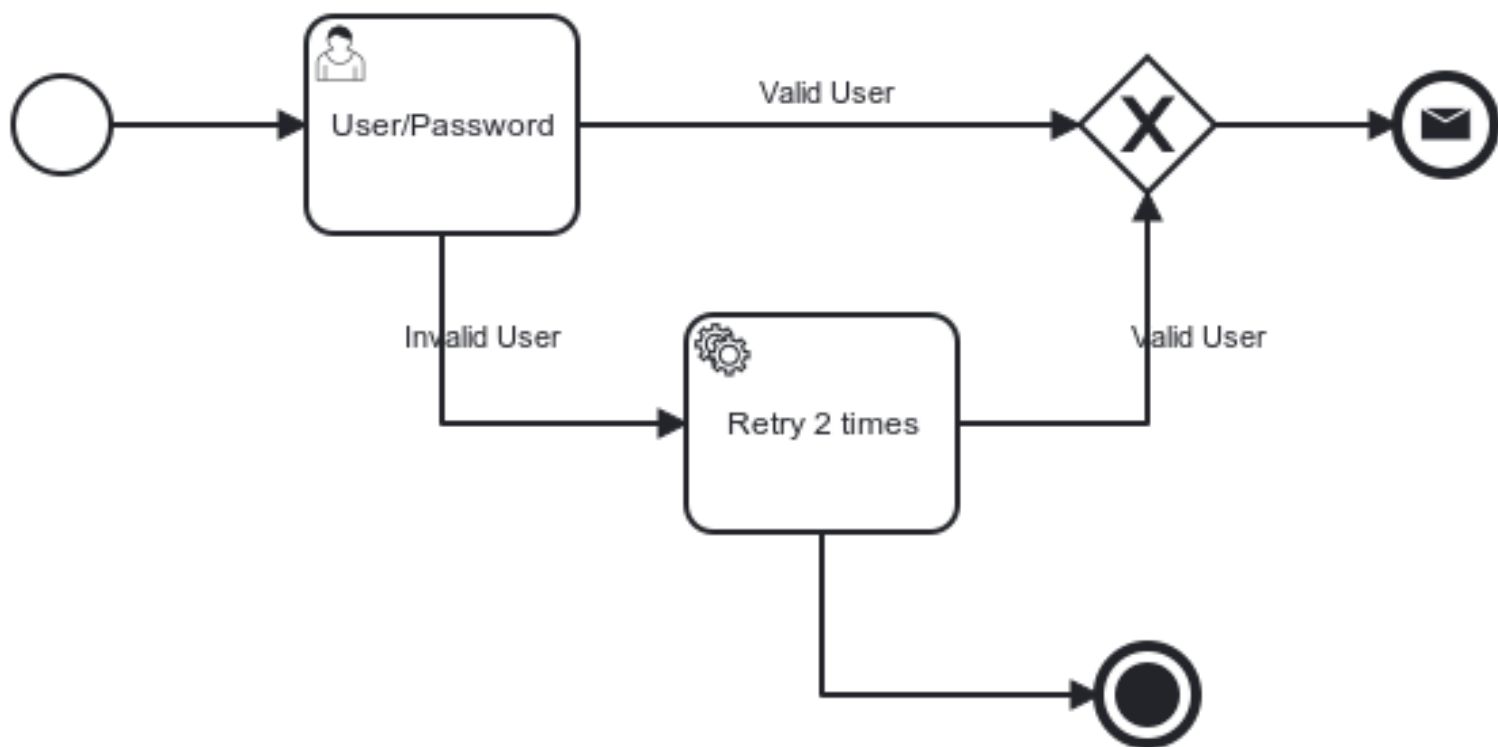 Valid User
User/Password
Invalid User
Valid User
Retry 2 times